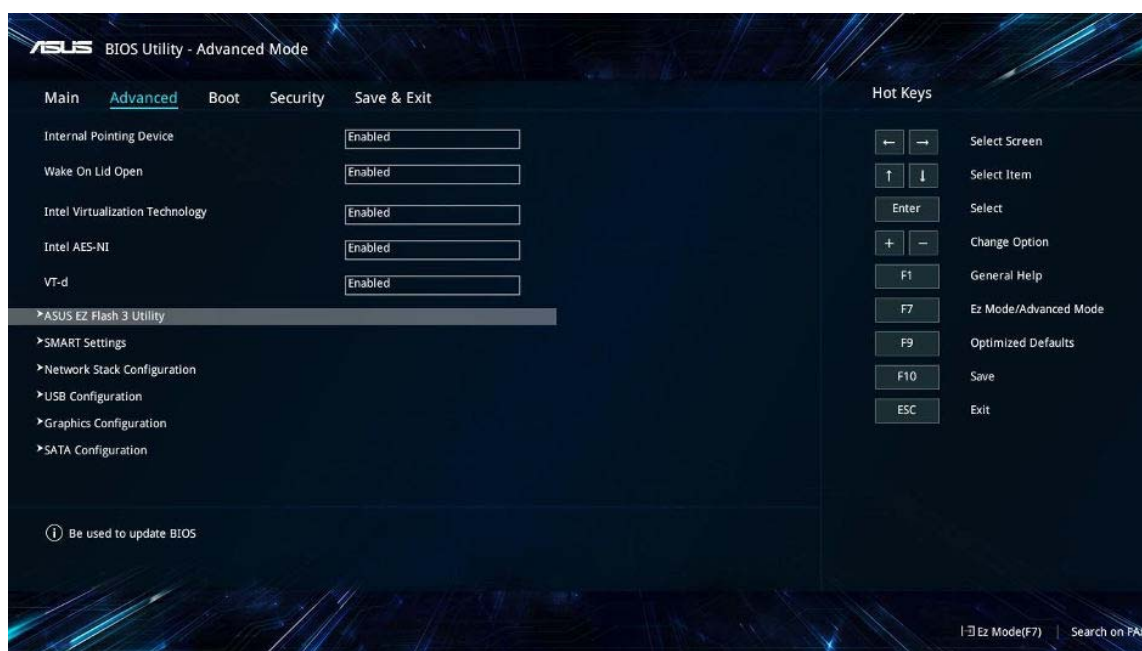 ASUS BIOS Utility - Advanced Mode
Main Advanced Boot Security Save & Exit
Internal Pointing Device Enabled
Wake On Lid Open Enabled
Intel Virtualization Technology Enabled
Intel AES-NI Enabled
VT-d Enabled
ASUS EZ Flash 3 Utility
SMART Settings
Network Stack Configuration
USB Configuration
Graphics Configuration
SATA Configuration
Be used to update BIOS
Hot Keys
← → Select Screen
↑ ↓ Select Item
Enter Select
+ − Change Option
F1 General Help
F7 Ez Mode/Advanced Mode
F9 Optimized Defaults
F10 Save
ESC Exit
Ez Mode(F7) | Search on